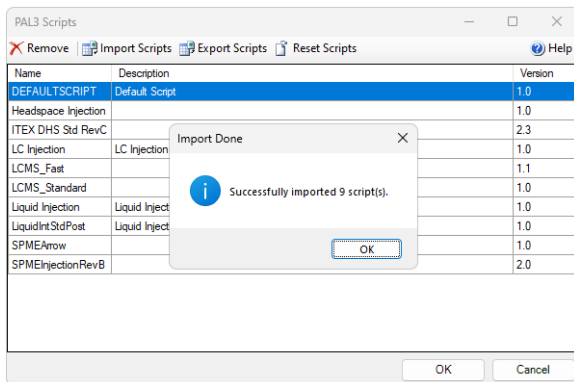 PAL3 Scripts
Remove Import Scripts Export Scripts Reset Scripts Help
Name Description Version
DEFAULTSCRIPT Default Script 1.0
Headspace Injection 1.0
ITEX DHS Std RevC 2.3
LC Injection LC Injection 1.0
LCMS_Fast 1.1
LCMS_Standard 1.0
Liquid Injection Liquid Inject 1.0
LiquidIntStdPost Liquid Inject 1.0
SPMEArrow 1.0
SPMEInjectionRevB 2.0
Import Done
Successfully imported 9 script(s).
OK
OK Cancel